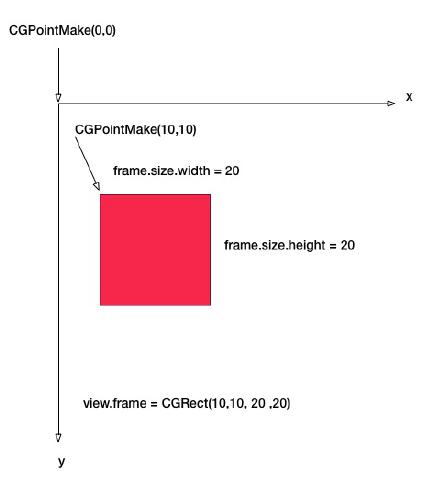 CGPointMake(0,0)
x
CGPointMake(10,10)
frame.size.width = 20
frame.size.height = 20
view.frame = CGRect(10,10, 20 ,20)
y